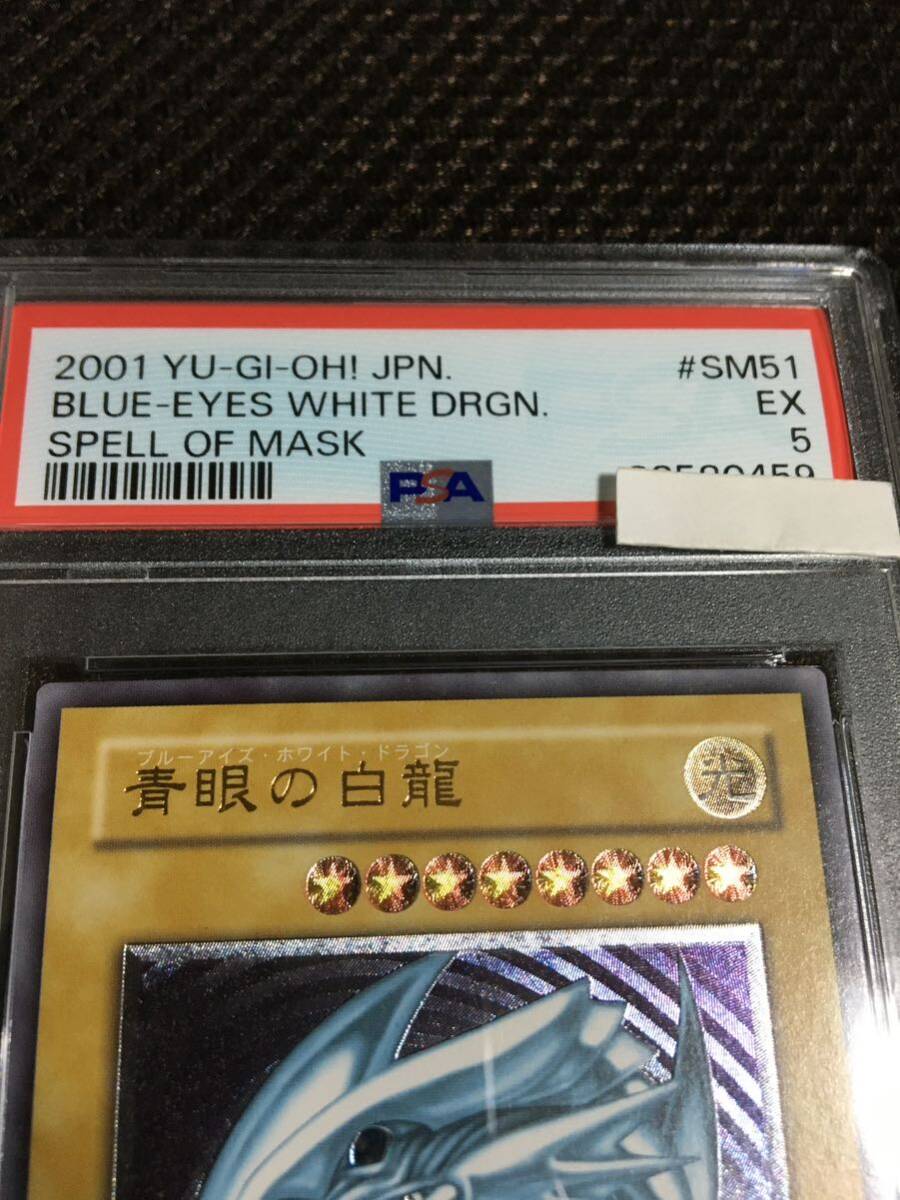 2001 YU-GI-OH! JPN. #SM51
BLUE-EYES WHITE DRGN. EX
SPELL OF MASK 5
PSA
ブルーアイズ・ホワイト・ドラゴン
青眼の白龍
光